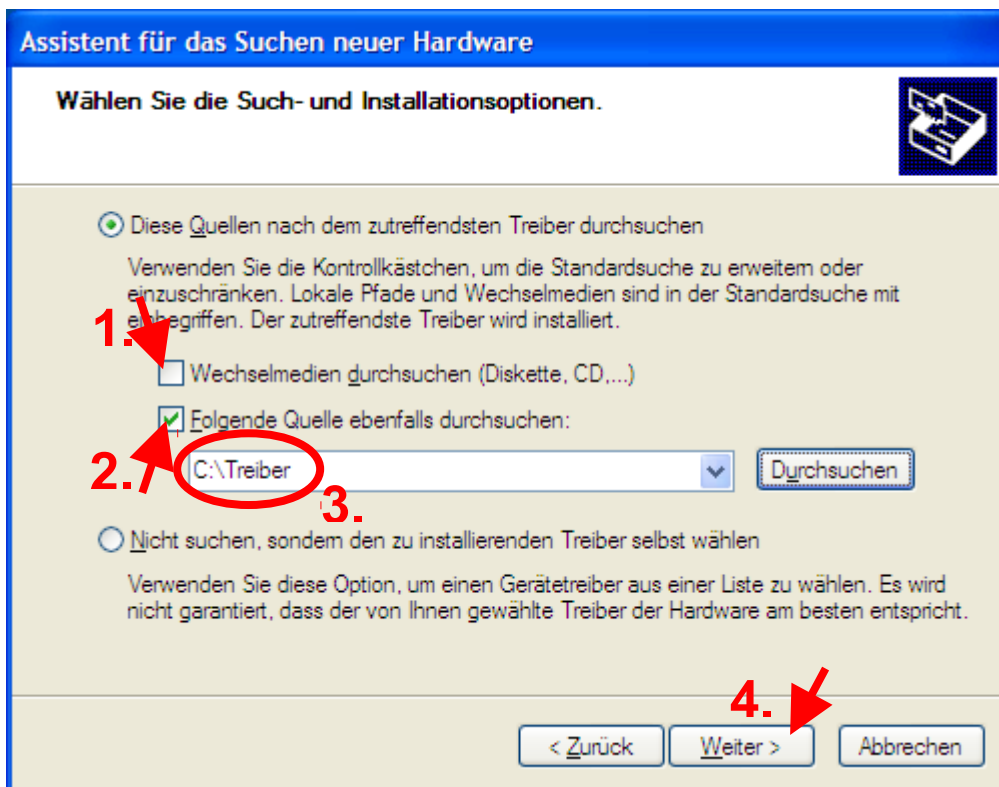 Assistent für das Suchen neuer Hardware
Wählen Sie die Such- und Installationsoptionen.
Diese Quellen nach dem zutreffendsten Treiber durchsuchen
Verwenden Sie die Kontrollkästchen, um die Standardsuche zu erweitern oder
einzuschränken. Lokale Pfade und Wechselmedien sind in der Standardsuche mit
einbegriffen. Der zutreffendste Treiber wird installiert.
1.
Wechselmedien durchsuchen (Diskette, CD,...)
Folgende Quelle ebenfalls durchsuchen:
2.
C:\Treiber
Durchsuchen
3.
Nicht suchen, sondern den zu installierenden Treiber selbst wählen
Verwenden Sie diese Option, um einen Gerätetreiber aus einer Liste zu wählen. Es wird
nicht garantiert, dass der von Ihnen gewählte Treiber der Hardware am besten entspricht.
4.
< Zurück
Weiter >
Abbrechen